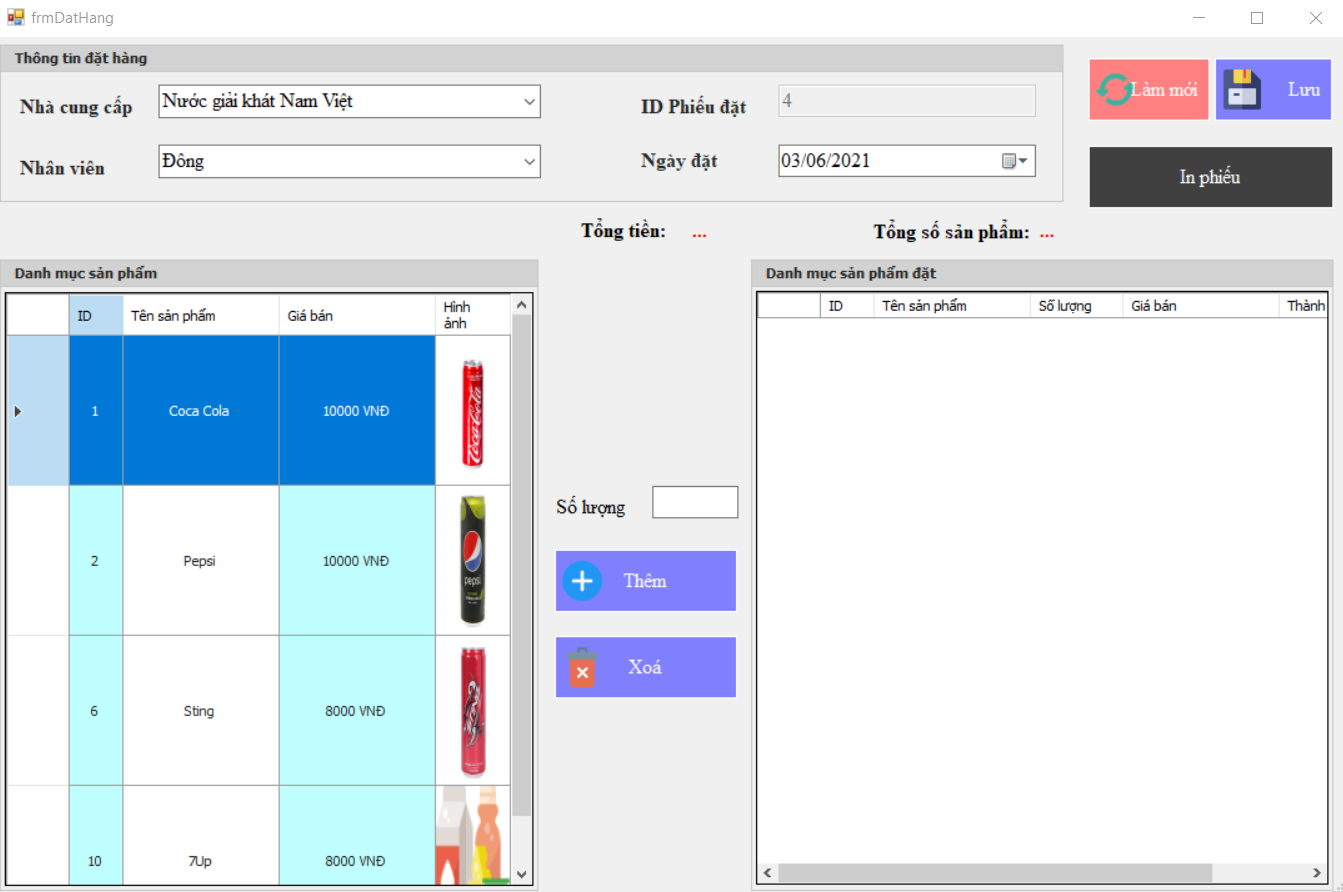 frmDatHang
Thông tin đặt hàng
Nhà cung cấp
Nước giải khát Nam Việt
ID Phiếu đặt
4
Làm mới
Lưu
Nhân viên
Đông
Ngày đặt
03/06/2021
In phiếu
Tổng tiền: ...
Tổng số sản phẩm: ...
Danh mục sản phẩm
ID Tên sản phẩm Giá bán Hình
ảnh
1 Coca Cola 10000 VNĐ
Coca-Cola
2 Pepsi 10000 VNĐ
pepsi
6 Sting 8000 VNĐ
10 7Up 8000 VNĐ
Số lượng
Thêm
Xoá
Danh mục sản phẩm đặt
ID Tên sản phẩm Số lượng Giá bán Thành